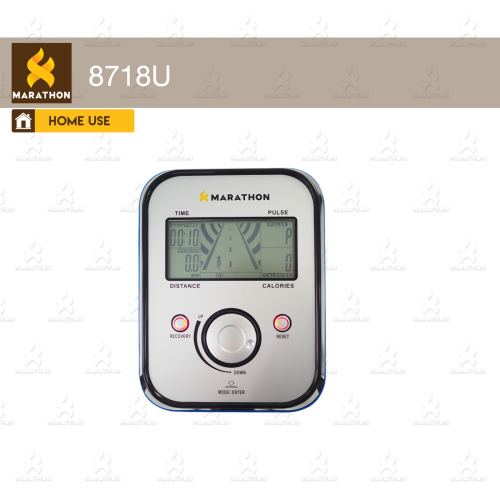 MARATHON
8718U
HOME USE
MARATHON
TIME
PULSE
00:10
P
0.0
0
DISTANCE
CALORIES
UP
RECOVERY
RESET
DOWN
MODE / ENTER